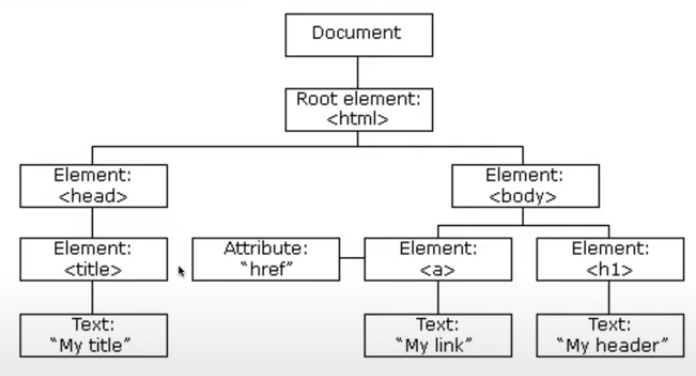 Document
Root element:
<html>
Element:
<head>
Element:
<body>
Element:
<title>
Attribute:
“href”
Element:
<a>
Element:
<h1>
Text:
“My title”
Text:
“My link”
Text:
“My header”